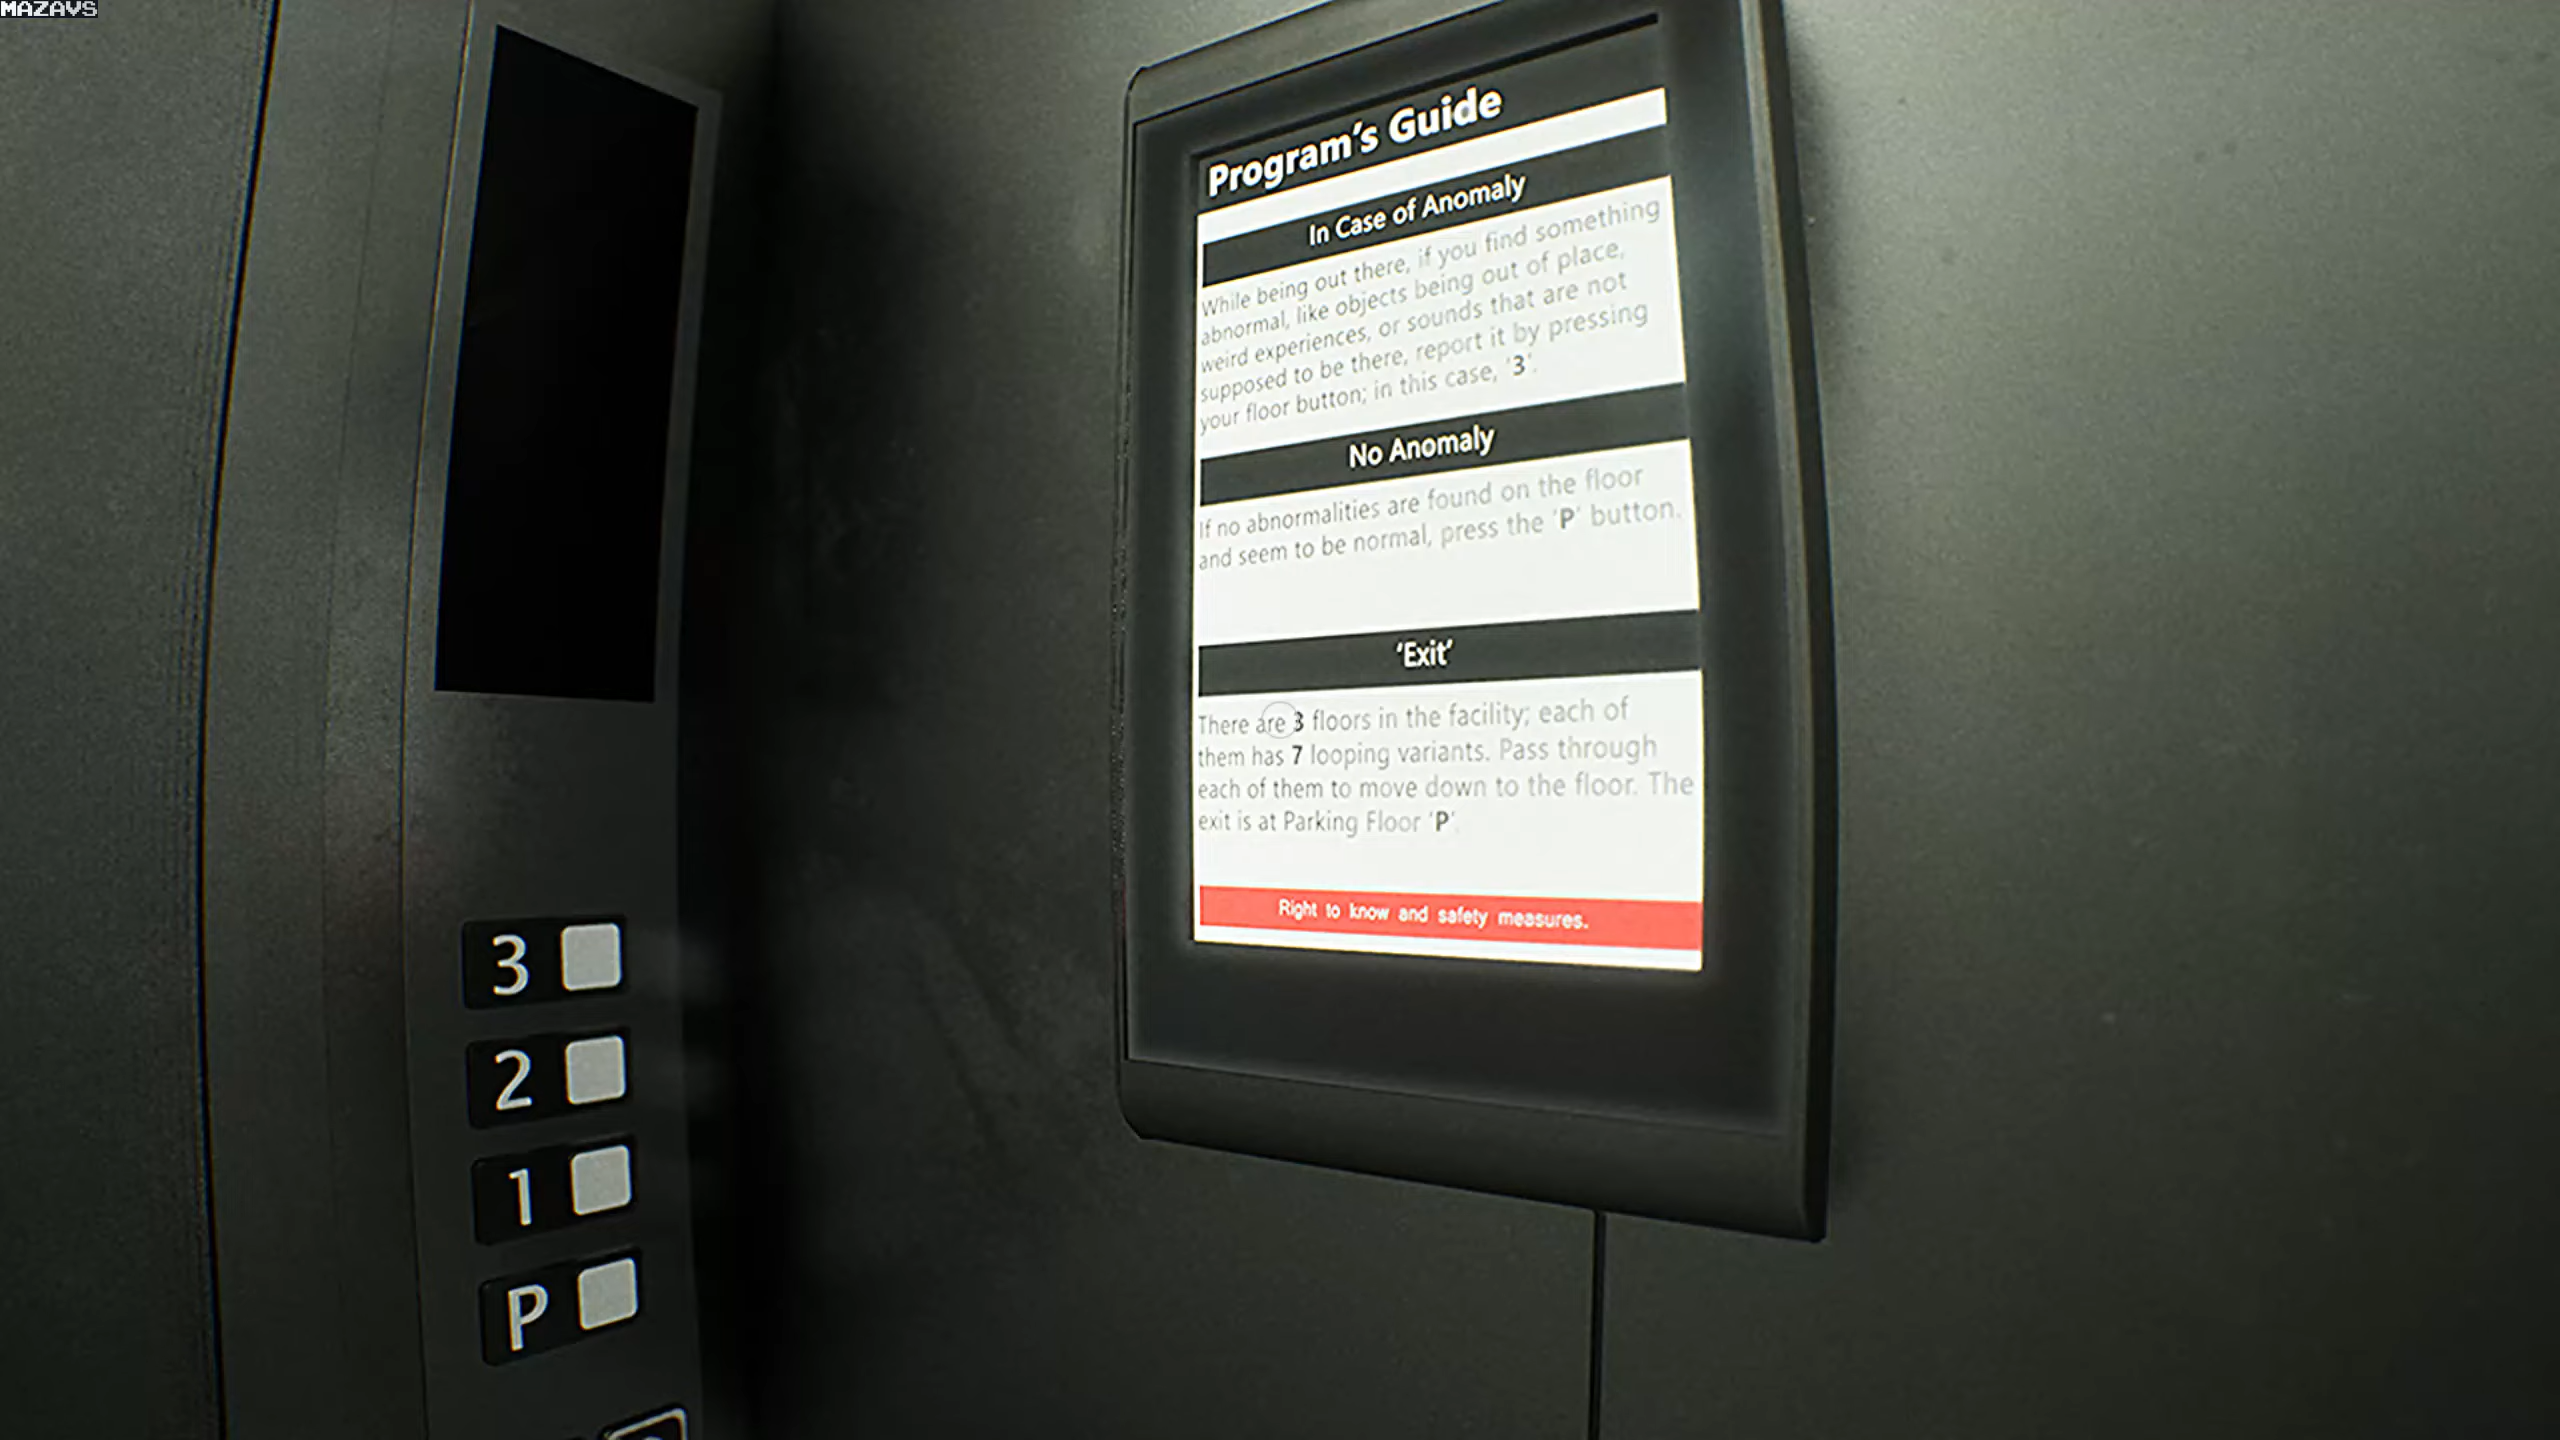 MAZAVS
Program's Guide
In Case of Anomaly
While being out there, if you find something
abnormal, like objects being out of place,
weird experiences, or sounds that are not
supposed to be there, report it by pressing
your floor button; in this case, '3'.
No Anomaly
If no abnormalities are found on the floor
and seem to be normal, press the 'P' button.
'Exit'
There are 3 floors in the facility; each of
them has 7 looping variants. Pass through
each of them to move down to the floor. The
exit is at Parking Floor 'P'.
Right to know and safety measures.
3
2
1
P